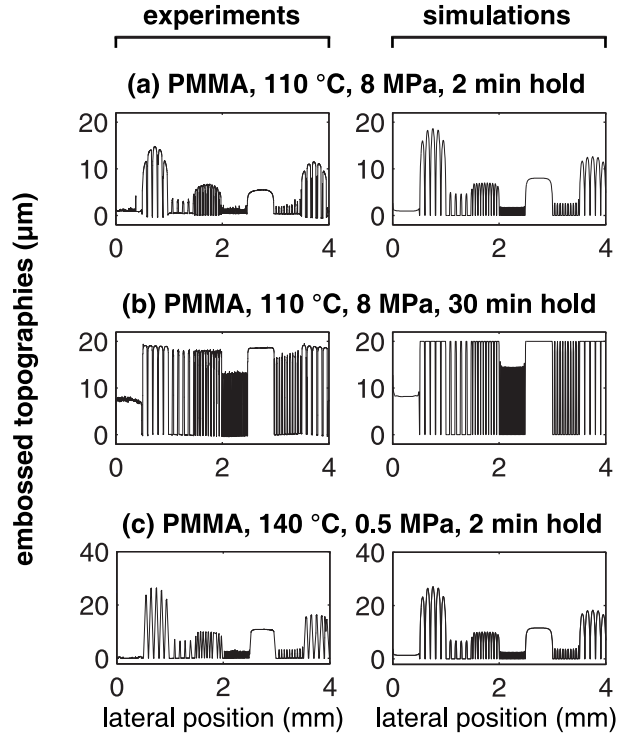 experiments simulations
(a) PMMA, 110 °C, 8 MPa, 2 min hold
20
10
0
0 2 4
0 2 4
(b) PMMA, 110 °C, 8 MPa, 30 min hold
20
10
0
0 2 4
20
10
0
0 2 4
(c) PMMA, 140 °C, 0.5 MPa, 2 min hold
40
20
0
0 2 4
0 2 4
lateral position (mm) lateral position (mm)
embossed topographies (μm)
20
10
0
40
20
0